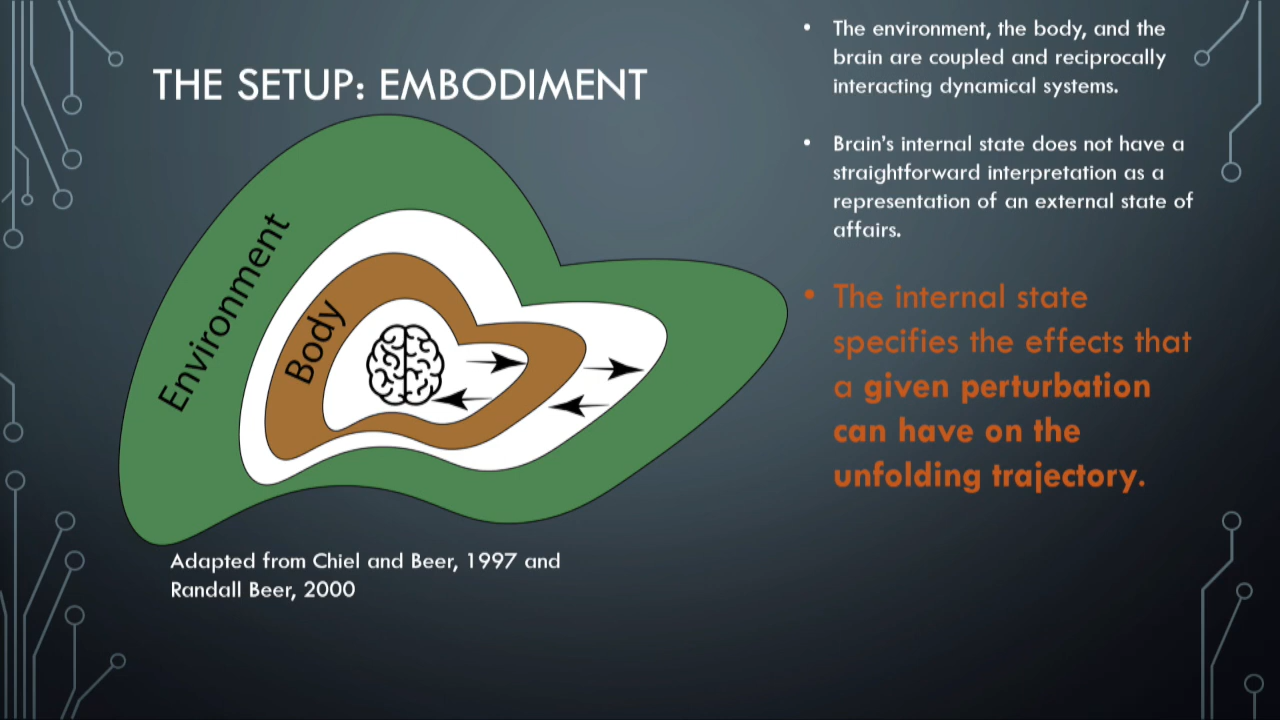 THE SETUP: EMBODIMENT
Environment
Body
Adapted from Chiel and Beer, 1997 and
Randall Beer, 2000
• The environment, the body, and the
brain are coupled and reciprocally
interacting dynamical systems.
• Brain’s internal state does not have a
straightforward interpretation as a
representation of an external state of
affairs.
• The internal state
specifies the effects that
a given perturbation
can have on the
unfolding trajectory.